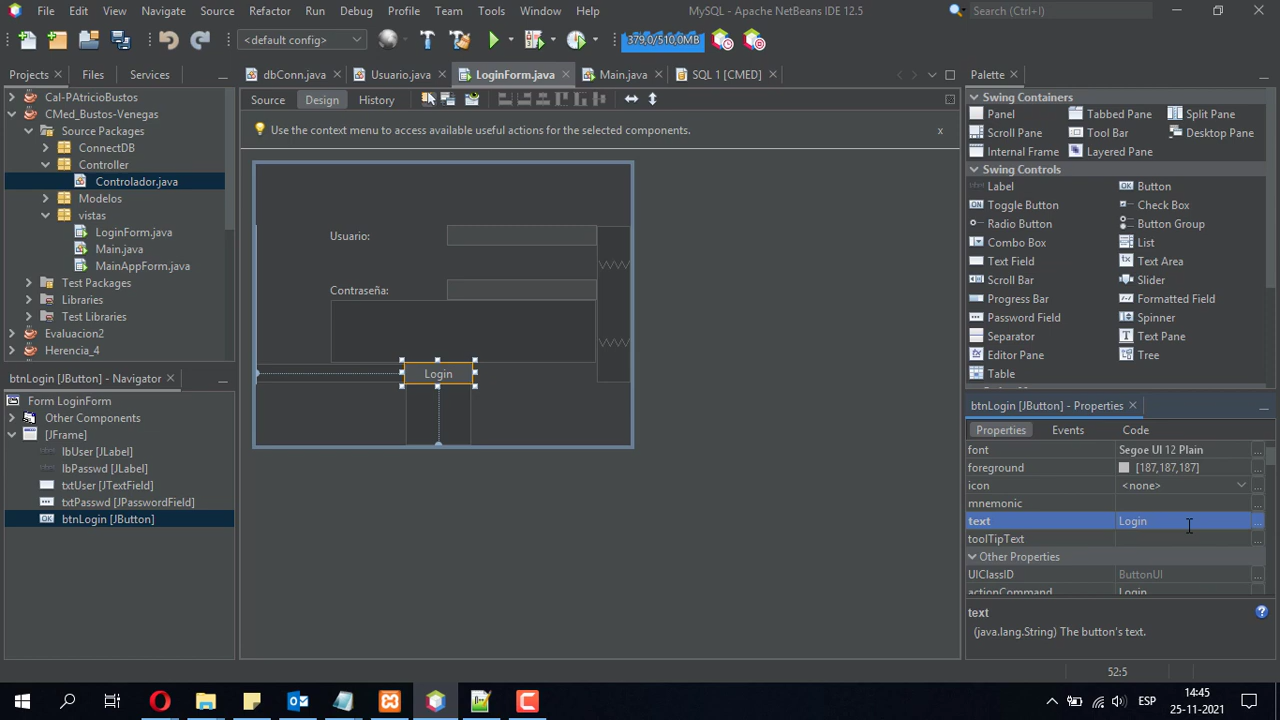 File Edit View Navigate Source Refactor Run Debug Profile Team Tools Window Help MySQL - Apache NetBeans IDE 12.5 Search (Ctrl+I)
<default config> 379,0/510,0MB
Projects Files Services
dbConn.java Usuario.java LoginForm.java Main.java SQL 1 [CMED]
Palette
Source Design History
Use the context menu to access available useful actions for the selected components. x
Cal-PAtricioBustos
CMed_Bustos-Venegas
Source Packages
ConnectDB
Controller
Controlador.java
Modelos
vistas
LoginForm.java
Main.java
MainAppForm.java
Test Packages
Libraries
Test Libraries
Evaluacion2
Herencia_4
btnLogin [JButton] - Navigator
Form LoginForm
Other Components
[JFrame]
lbUser [JLabel]
lbPasswd [JLabel]
txtUser [JTextField]
txtPasswd [JPasswordField]
btnLogin [JButton]
Usuario:
Contraseña:
Login
Swing Containers
Panel Tabbed Pane Split Pane
Scroll Pane Tool Bar Desktop Pane
Internal Frame Layered Pane
Swing Controls
Label Button
Toggle Button Check Box
Radio Button Button Group
Combo Box List
Text Field Text Area
Scroll Bar Slider
Progress Bar Formatted Field
Password Field Spinner
Separator Text Pane
Editor Pane Tree
Table
btnLogin [JButton] - Properties
Properties Events Code
font Segoe UI 12 Plain ...
foreground [187,187,187] ...
icon <none> ...
mnemonic ...
text Login ...
toolTipText ...
Other Properties
UIClassID ButtonUI ...
actionCommand Login ...
text
(java.lang.String) The button's text.
52:5
ESP
14:45
25-11-2021